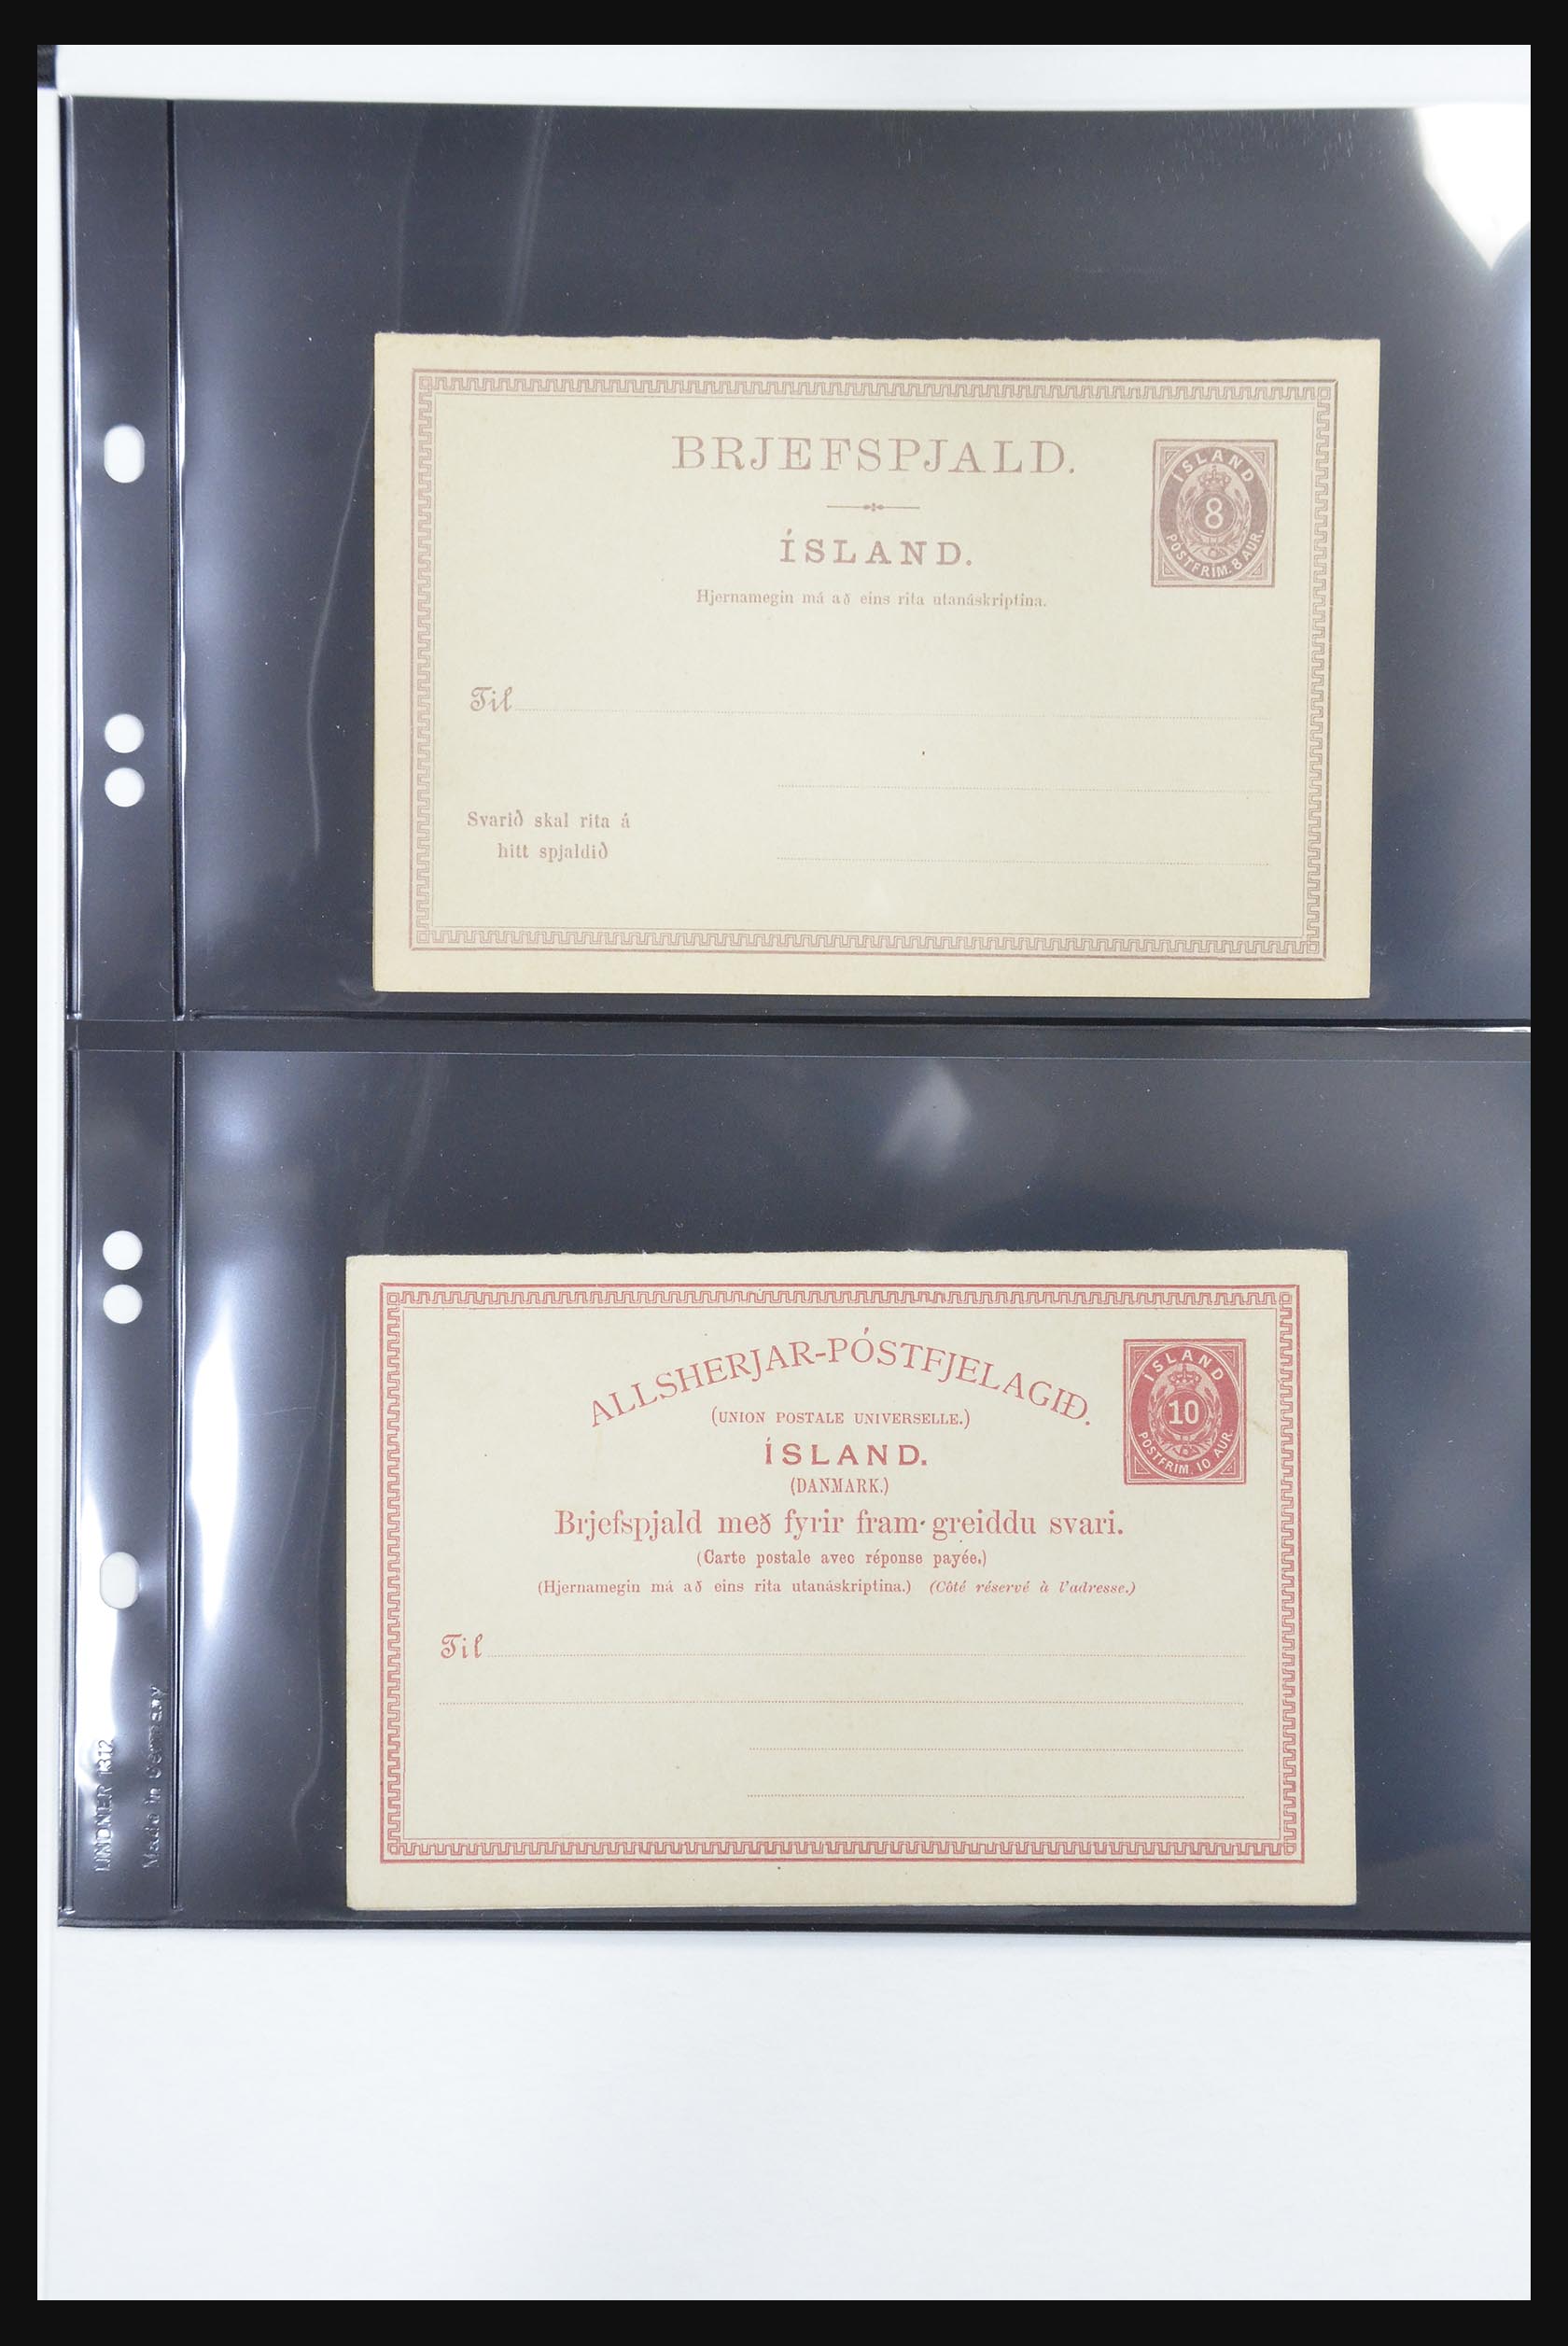 BRJEFSPJALD.
ÍSLAND
8
POSTFRIM. 8 AUR.
ÍSLAND.
Hjernamegin má að eins rita utanáskriptina.
Til
Svarið skal rita á
hitt spjaldið
ALLSHERJAR-PÓSTFJELAGIÐ.
ÍSLAND
10
POSTFRIM. 10 AUR.
(UNION POSTALE UNIVERSELLE.)
ÍSLAND.
(DANMARK.)
Brjefspjald með fyrir fram-greiddu svari.
(Carte postale avec réponse payée.)
(Hjernamegin má að eins rita utanáskriptina.) (Côté réservé à l'adresse.)
Til
LINDNER 1312
Made in Germany